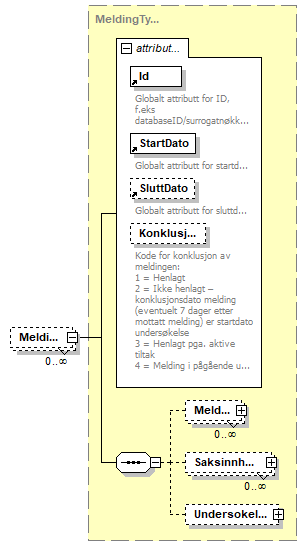 MeldingTy...
attribut...
Id
Globalt attributt for ID,
f.eks
databaseID/surrogatnøkk...
StartDato
Globalt attributt for startd...
SluttDato
Globalt attributt for sluttd...
Konklusj...
Kode for konklusjon av
meldingen:
1 = Henlagt
2 = Ikke henlagt –
konklusjonsdato melding
(eventuelt 7 dager etter
mottatt melding) er startdato
undersøkelse
3 = Henlagt pga. aktive
tiltak
4 = Melding i pågående u...
Meldi...
0..∞
Meld...
0..∞
Saksinnh...
0..∞
Undersokel...